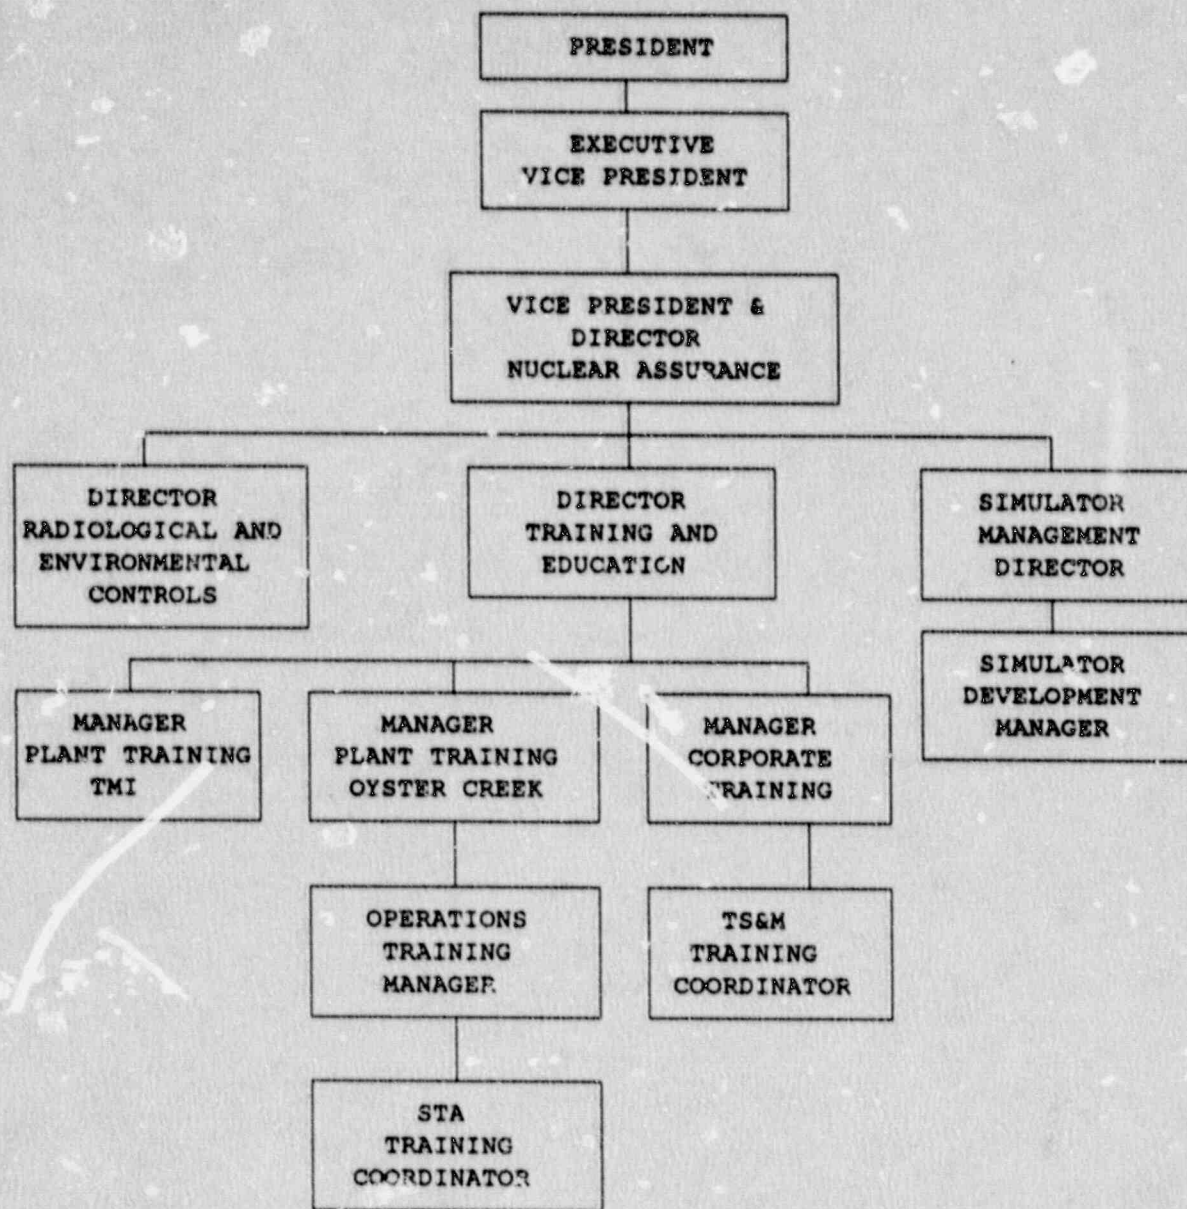 PRESIDENT
EXECUTIVE
VICE PRESIDENT
VICE PRESIDENT &
DIRECTOR
NUCLEAR ASSURANCE
DIRECTOR
RADIOLOGICAL AND
ENVIRONMENTAL
CONTROLS
DIRECTOR
TRAINING AND
EDUCATION
SIMULATOR
MANAGEMENT
DIRECTOR
SIMULATOR
DEVELOPMENT
MANAGER
MANAGER
PLANT TRAINING
TMI
MANAGER
PLANT TRAINING
OYSTER CREEK
MANAGER
CORPORATE
TRAINING
OPERATIONS
TRAINING
MANAGER
TS&M
TRAINING
COORDINATOR
STA
TRAINING
COORDINATOR